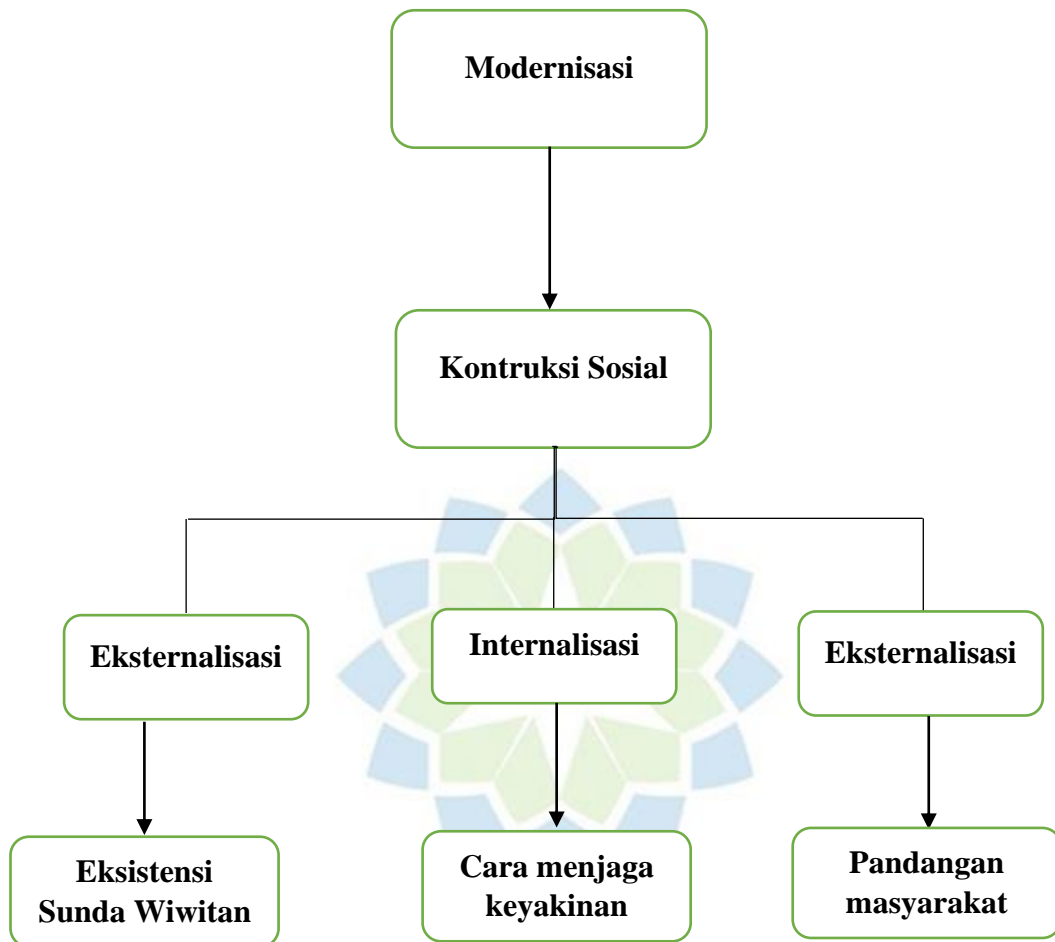 Modernisasi
Kontruksi Sosial
Eksternalisasi
Internalisasi
Eksternalisasi
Eksistensi
Sunda Wiwitan
Cara menjaga
keyakinan
Pandangan
masyarakat